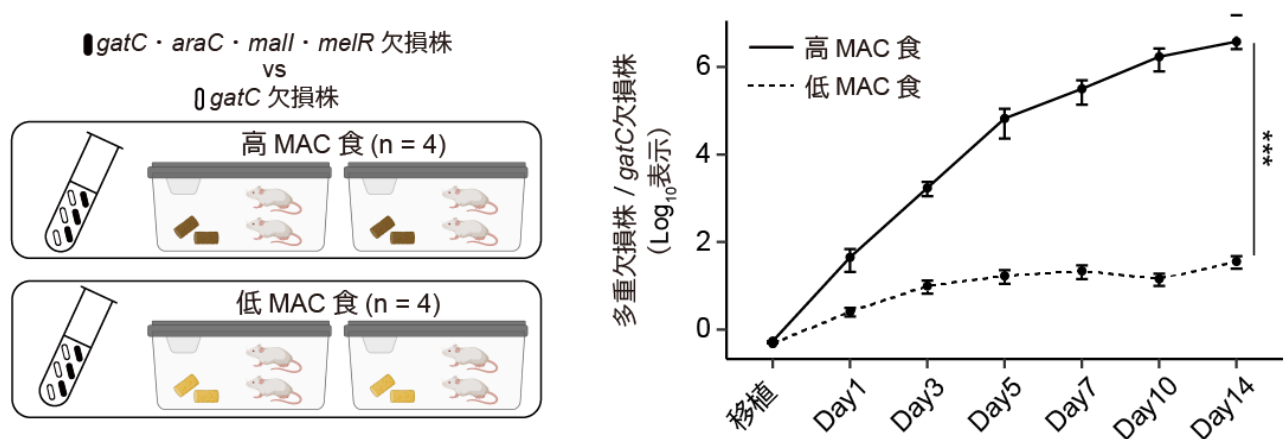 gatC・araC・malI・melR 欠損株
vs
gatC 欠損株
高 MAC 食 (n = 4)
低 MAC 食 (n = 4)
多重欠損株 / gatC欠損株
(Log10表示)
高 MAC 食
低 MAC 食
6
4
2
0
***
移植
Day1
Day3
Day5
Day7
Day10
Day14